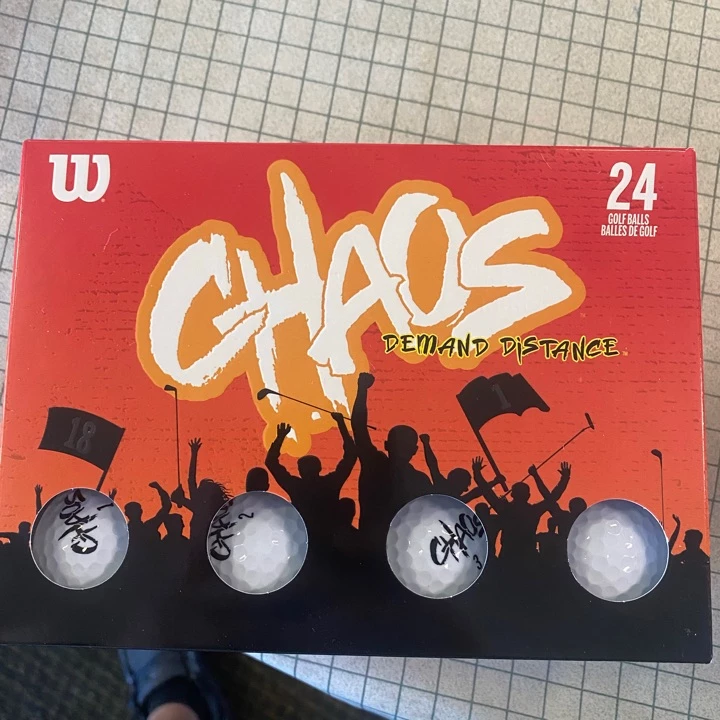 W
24
GOLF BALLS
BALLES DE GOLF
CHAOS
DEMAND DiSTANCE
18
1
CHAOS
1
CHAOS
2
CHAOS
3